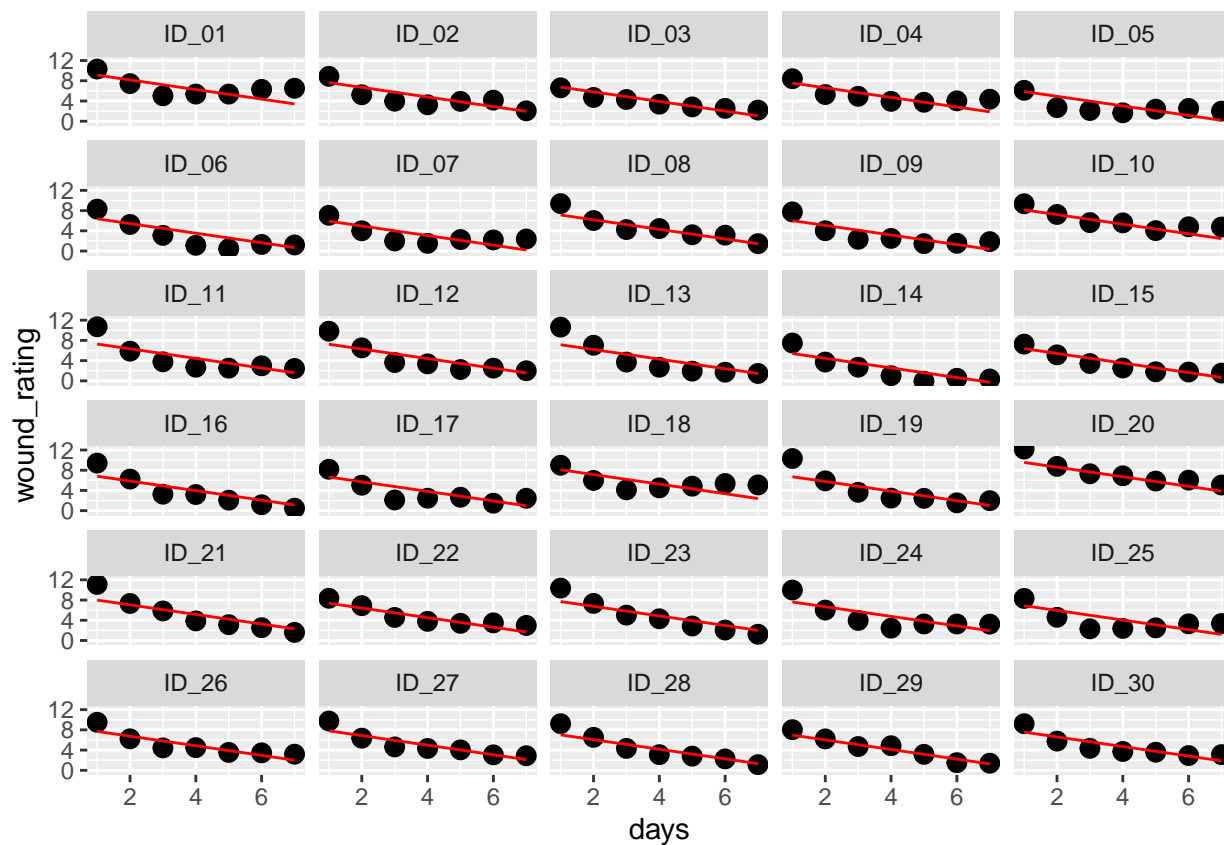 ID_01 ID_02 ID_03 ID_04 ID_05
12
8
4
0
ID_06 ID_07 ID_08 ID_09 ID_10
12
8
4
0
ID_11 ID_12 ID_13 ID_14 ID_15
12
8
4
0
wound_rating
ID_16 ID_17 ID_18 ID_19 ID_20
12
8
4
0
ID_21 ID_22 ID_23 ID_24 ID_25
12
8
4
0
ID_26 ID_27 ID_28 ID_29 ID_30
12
8
4
0
2 4 6 2 4 6 2 4 6 2 4 6 2 4 6
days